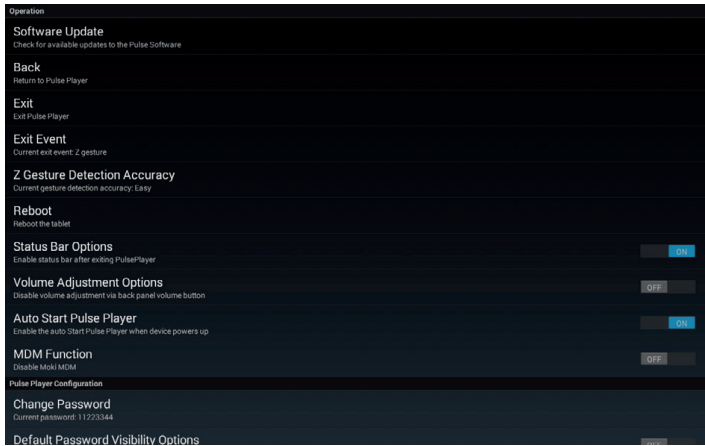 Operation
Software Update
Check for available updates to the Pulse Software
Back
Return to Pulse Player
Exit
Exit Pulse Player
Exit Event
Current exit event: Z gesture
Z Gesture Detection Accuracy
Current gesture detection accuracy: Easy
Reboot
Reboot the tablet
Status Bar Options
Enable status bar after exiting PulsePlayer
ON
Volume Adjustment Options
Disable volume adjustment via back panel volume button
OFF
Auto Start Pulse Player
Enable the auto Start Pulse Player when device powers up
ON
MDM Function
Disable Moki MDM
OFF
Pulse Player Configuration
Change Password
Current password: 11223344
Default Password Visibility Options
OFF